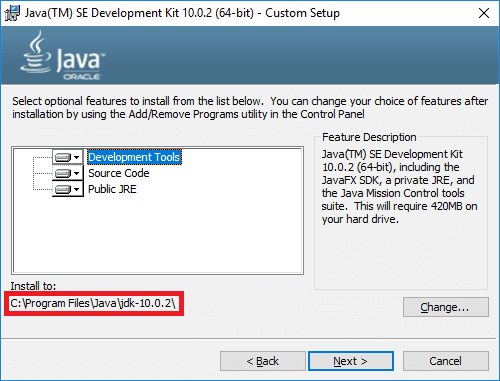 Java(TM) SE Development Kit 10.0.2 (64-bit) - Custom Setup
Java
ORACLE
Select optional features to install from the list below. You can change your choice of features after
installation by using the Add/Remove Programs utility in the Control Panel
Development Tools
Source Code
Public JRE
Feature Description
Java(TM) SE Development Kit
10.0.2 (64-bit), including the
JavaFX SDK, a private JRE, and
the Java Mission Control tools
suite. This will require 420MB on
your hard drive.
Install to:
C:\Program Files\Java\jdk-10.0.2\
Change...
< Back
Next >
Cancel